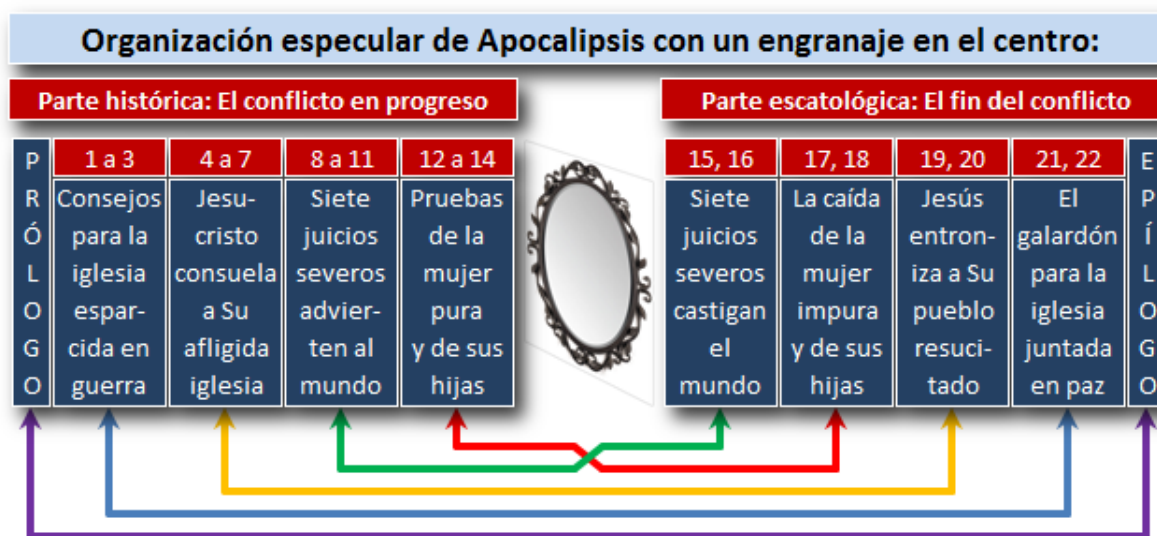 Organización especular de Apocalipsis con un engranaje en el centro:
Parte histórica: El conflicto en progreso
Parte escatológica: El fin del conflicto
P
R
Ó
L
O
G
O
1 a 3
Consejos
para la
iglesia
espar-
cida en
guerra
4 a 7
Jesu-
cristo
consuela
a Su
afligida
iglesia
8 a 11
Siete
juicios
severos
advier-
ten al
mundo
12 a 14
Pruebas
de la
mujer
pura
y de sus
hijas
15, 16
Siete
juicios
severos
castigan
el
mundo
17, 18
La caída
de la
mujer
impura
y de sus
hijas
19, 20
Jesús
entron-
iza a Su
pueblo
resuci-
tado
21, 22
El
galardón
para la
iglesia
juntada
en paz
E
P
Í
L
O
G
O